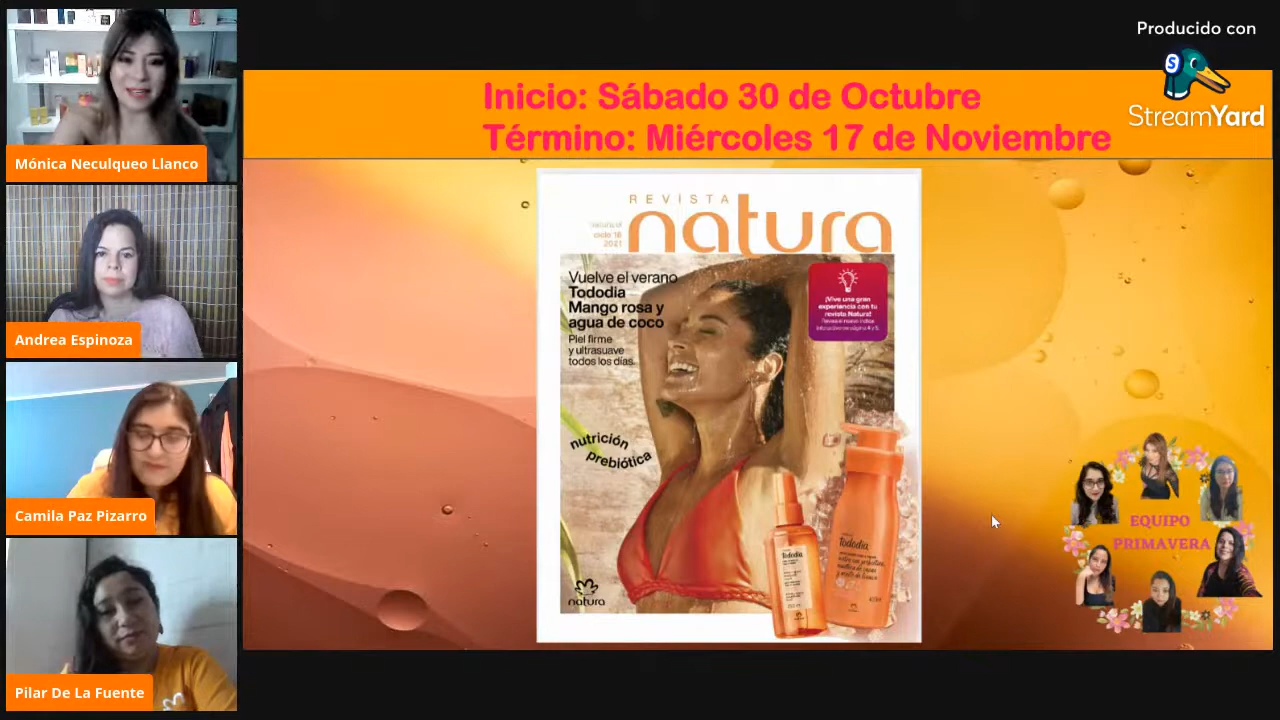 Producido con
StreamYard
Inicio: Sábado 30 de Octubre
Término: Miércoles 17 de Noviembre
Mónica Neculqueo Llanco
Andrea Espinoza
Camila Paz Pizarro
Pilar De La Fuente
REVISTA
natura
ciclo 16
2021
Vuelve el verano
Tododia
Mango rosa y
agua de coco
Piel firme
y ultrasuave
todos los días
¡Vive una gran
experiencia con tu
revista Natura!
nutrición
prebiótica
natura
Tododia
Tododia
EQUIPO
PRIMAVERA